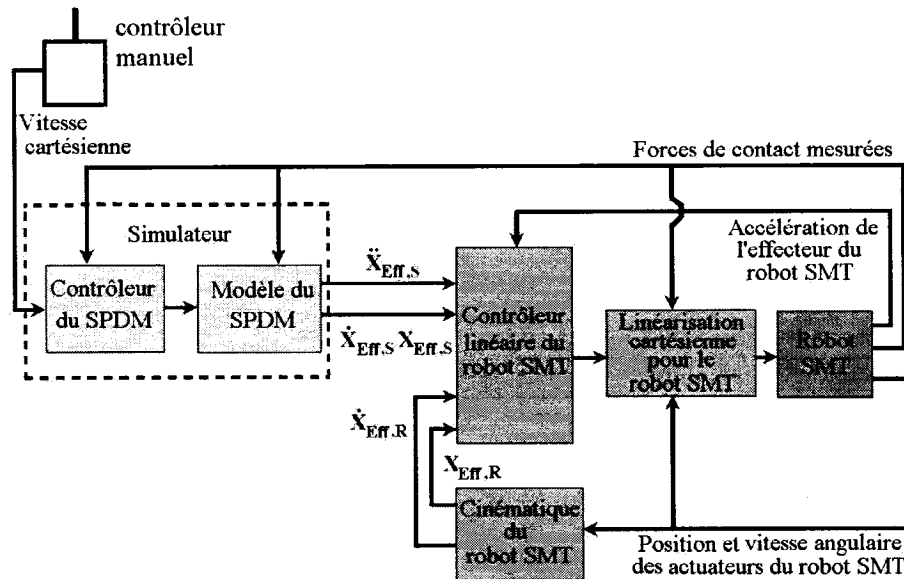 contrôleur
manuel
Vitesse
cartésienne
Forces de contact mesurées
Simulateur
Accélération de
l'effecteur du
robot SMT
Contrôleur
du SPDM
Modèle du
SPDM
Ẍ_Eff,S
Ẋ_Eff,S X_Eff,S
Contrôleur
linéaire du
robot SMT
Linéarisation
cartésienne
pour le
robot SMT
Robot
SMT
Ẋ_Eff,R
X_Eff,R
Cinématique
du
robot SMT
Position et vitesse angulaire
des actuateurs du robot SMT